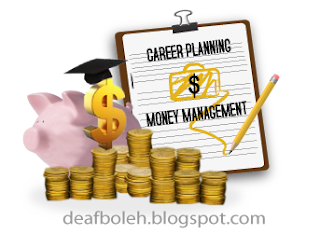 CAREER PLANNING
$
$
MONEY MANAGEMENT
deafboleh.blogspot.com